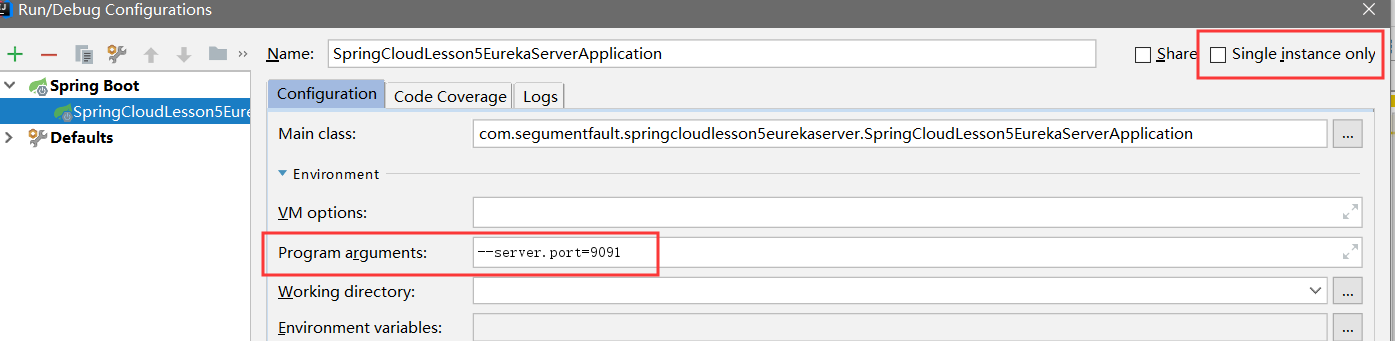 Run/Debug Configurations
Name: SpringCloudLesson5EurekaServerApplication Share Single instance only
Spring Boot
SpringCloudLesson5Eure
Defaults
Configuration Code Coverage Logs
Main class: com.segumentfault.springcloudlesson5eurekaserver.SpringCloudLesson5EurekaServerApplication ...
Environment
VM options:
Program arguments: --server.port=9091
Working directory: ...
Environment variables: ...